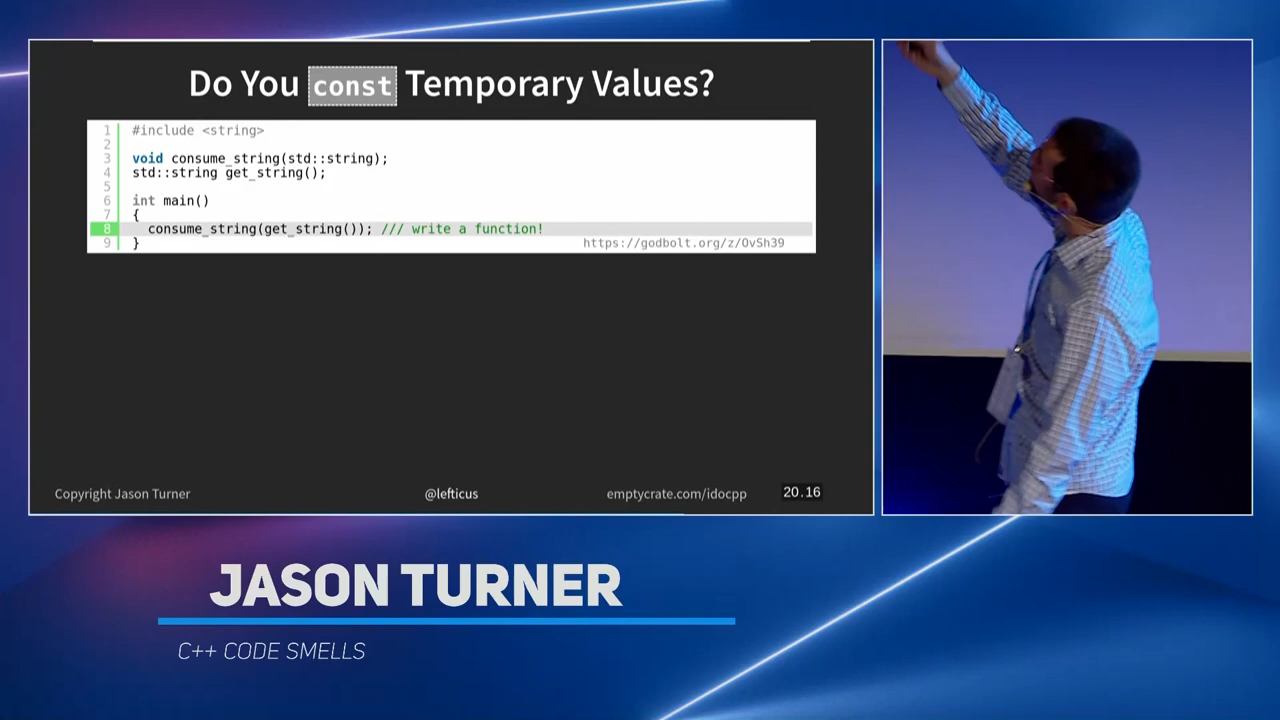 Do You const Temporary Values?
1 #include <string>
2
3 void consume_string(std::string);
4 std::string get_string();
5
6 int main()
7 {
8 consume_string(get_string()); /// write a function!
9 }
https://godbolt.org/z/OvSh39
Copyright Jason Turner
@lefticus
emptycrate.com/idocpp
20.16
JASON TURNER
C++ CODE SMELLS